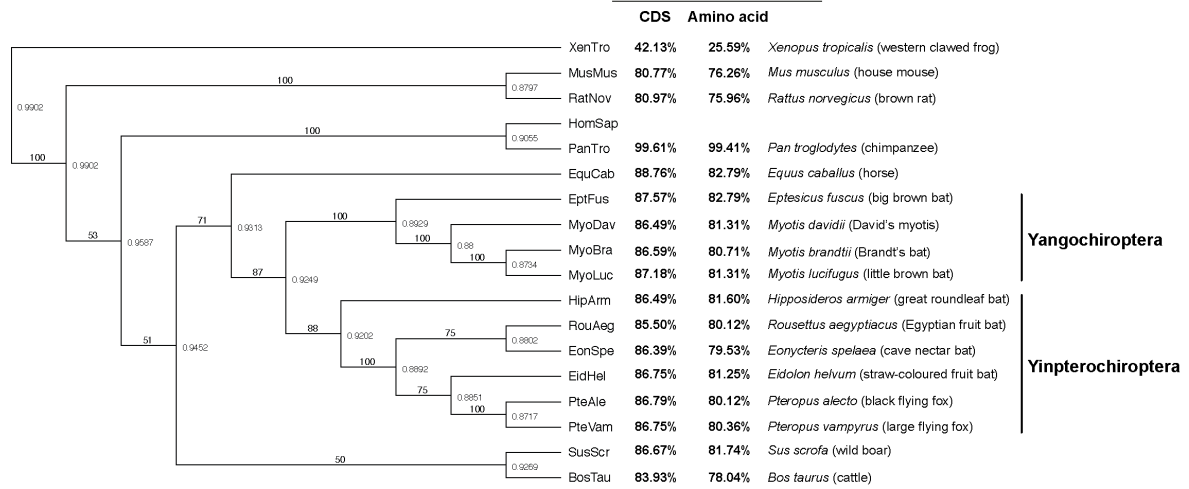 CDS Amino acid
XenTro 42.13% 25.59% Xenopus tropicalis (western clawed frog)
MusMus 80.77% 76.26% Mus musculus (house mouse)
100
0.8797
RatNov 80.97% 75.96% Rattus norvegicus (brown rat)
0.9902
HomSap
100
0.9055
PanTro 99.61% 99.41% Pan troglodytes (chimpanzee)
100
0.9902
EquCab 88.76% 82.79% Equus caballus (horse)
EptFus 87.57% 82.79% Eptesicus fuscus (big brown bat)
71
100
0.9313
0.8929
MyoDav 86.49% 81.31% Myotis davidii (David's myotis)
53
0.9587
100
0.88
Yangochiroptera
MyoBra 86.59% 80.71% Myotis brandtii (Brandt's bat)
100
0.8734
87
0.9249
MyoLuc 87.18% 81.31% Myotis lucifugus (little brown bat)
HipArm 86.49% 81.60% Hipposideros armiger (great roundleaf bat)
88
0.9202
RouAeg 85.50% 80.12% Rousettus aegyptiacus (Egyptian fruit bat)
75
0.8802
51
0.9452
EonSpe 86.39% 79.53% Eonycteris spelaea (cave nectar bat)
100
0.8892
Yinpterochiroptera
EidHel 86.75% 81.25% Eidolon helvum (straw-coloured fruit bat)
75
0.8851
PteAle 86.79% 80.12% Pteropus alecto (black flying fox)
100
0.8717
PteVam 86.75% 80.36% Pteropus vampyrus (large flying fox)
SusScr 86.67% 81.74% Sus scrofa (wild boar)
50
0.9269
BosTau 83.93% 78.04% Bos taurus (cattle)